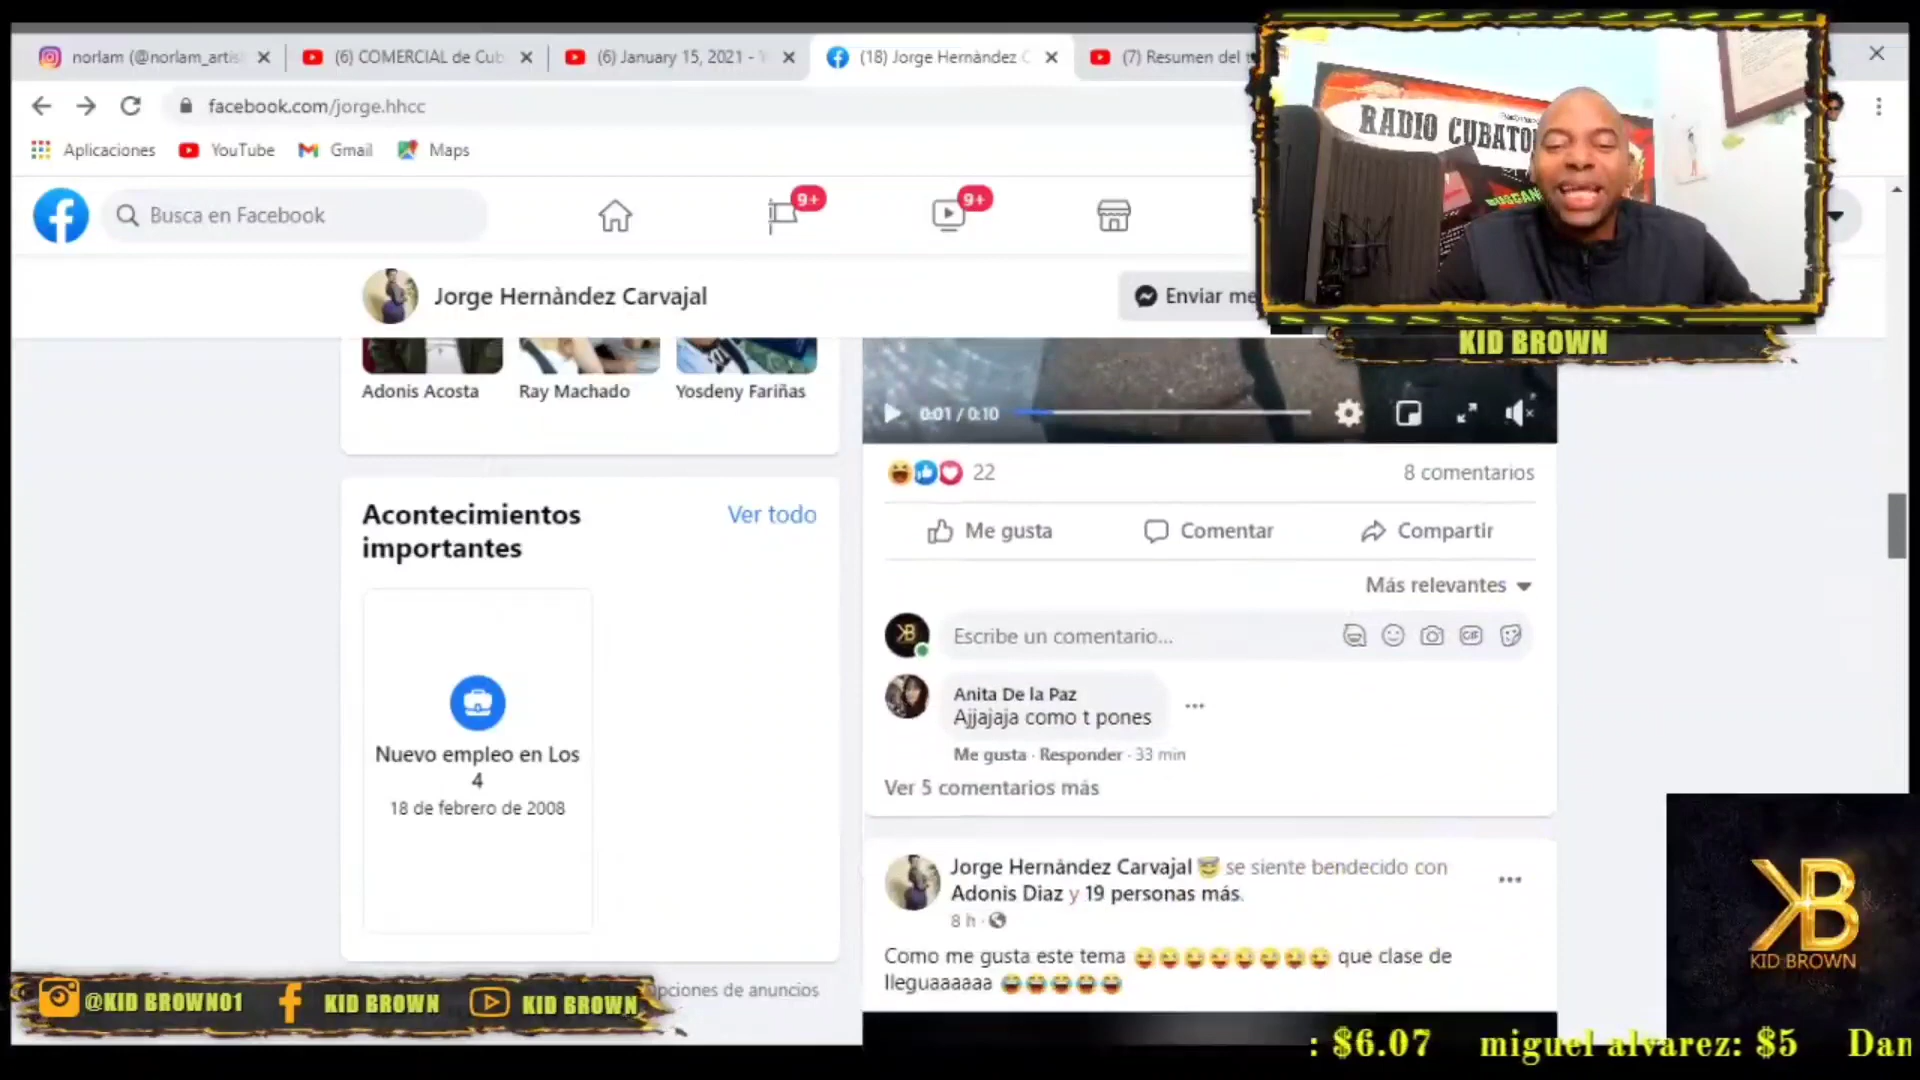 norlam (@norlam_artis
(6) COMERCIAL de Cub
(6) January 15, 2021 - 1
(18) Jorge Hernàndez C
(7) Resumen del t
facebook.com/jorge.hhcc
Aplicaciones
YouTube
Gmail
Maps
RADIO CUBATO
BUSCAN
KID BROWN
Busca en Facebook
9+
9+
Jorge Hernàndez Carvajal
Enviar me
Adonis Acosta
Ray Machado
Yosdeny Fariñas
0:01 / 0:10
22
8 comentarios
Me gusta
Comentar
Compartir
Más relevantes
Escribe un comentario...
GIF
Anita De la Paz
Ajjajaja como t pones
Me gusta · Responder · 33 min
Ver 5 comentarios más
Acontecimientos
importantes
Ver todo
Nuevo empleo en Los
4
18 de febrero de 2008
Jorge Hernàndez Carvajal 😇 se siente bendecido con
Adonis Diaz y 19 personas más.
8 h ·
Como me gusta este tema 😜😜😜😜😜😜😜😜 que clase de
lleguaaaaaa 😂😂😂😂😂
opciones de anuncios
@KID BROWN01
KID BROWN
KID BROWN
KB
KID BROWN
: $6.07 miguel alvarez: $5 Dan